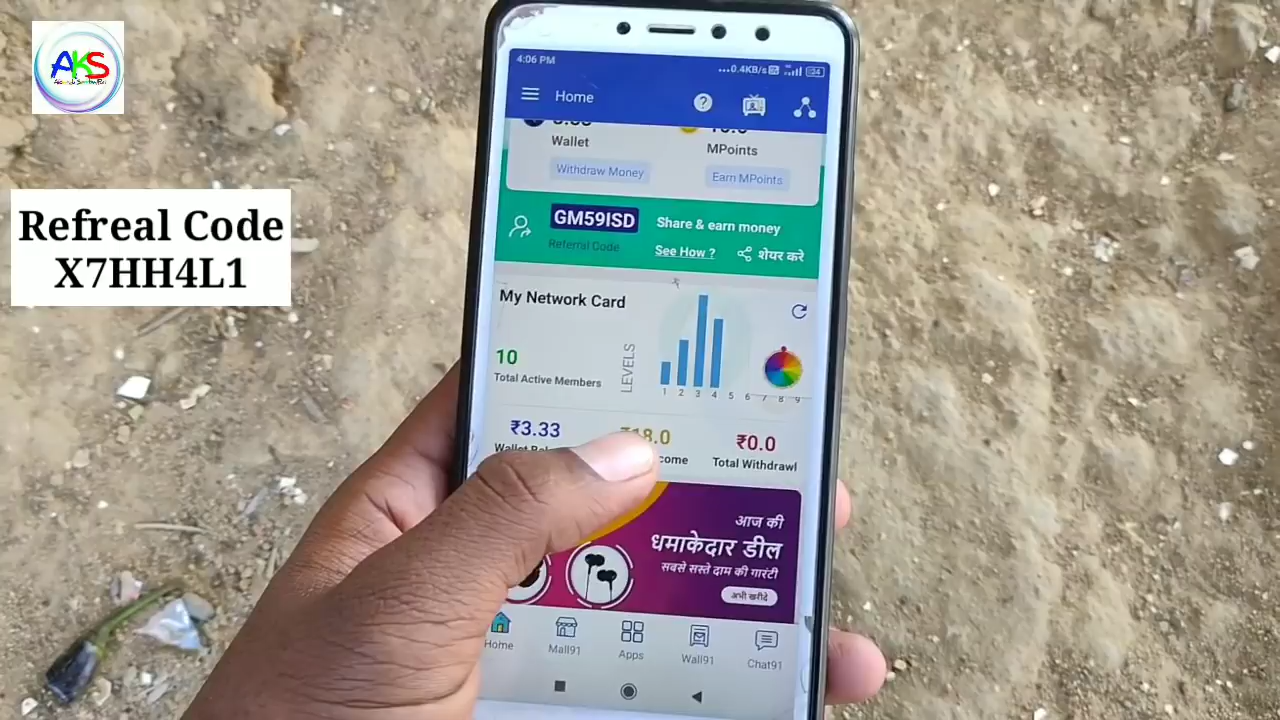 AKS
Refreal Code
X7HH4L1
4:06 PM
...0.4KB/s
24
Home
Wallet
MPoints
Withdraw Money
Earn MPoints
GM59ISD
Share & earn money
Referral Code
See How ?
शेयर करे
My Network Card
10
Total Active Members
LEVELS
1 2 3 4 5 6 7 8 9
₹3.33
₹18.0
₹0.0
Total Withdrawl
आज की
धमाकेदार डील
सबसे सस्ते दाम की गारंटी
अभी खरीदे
Home
Mall91
Apps
Wall91
Chat91